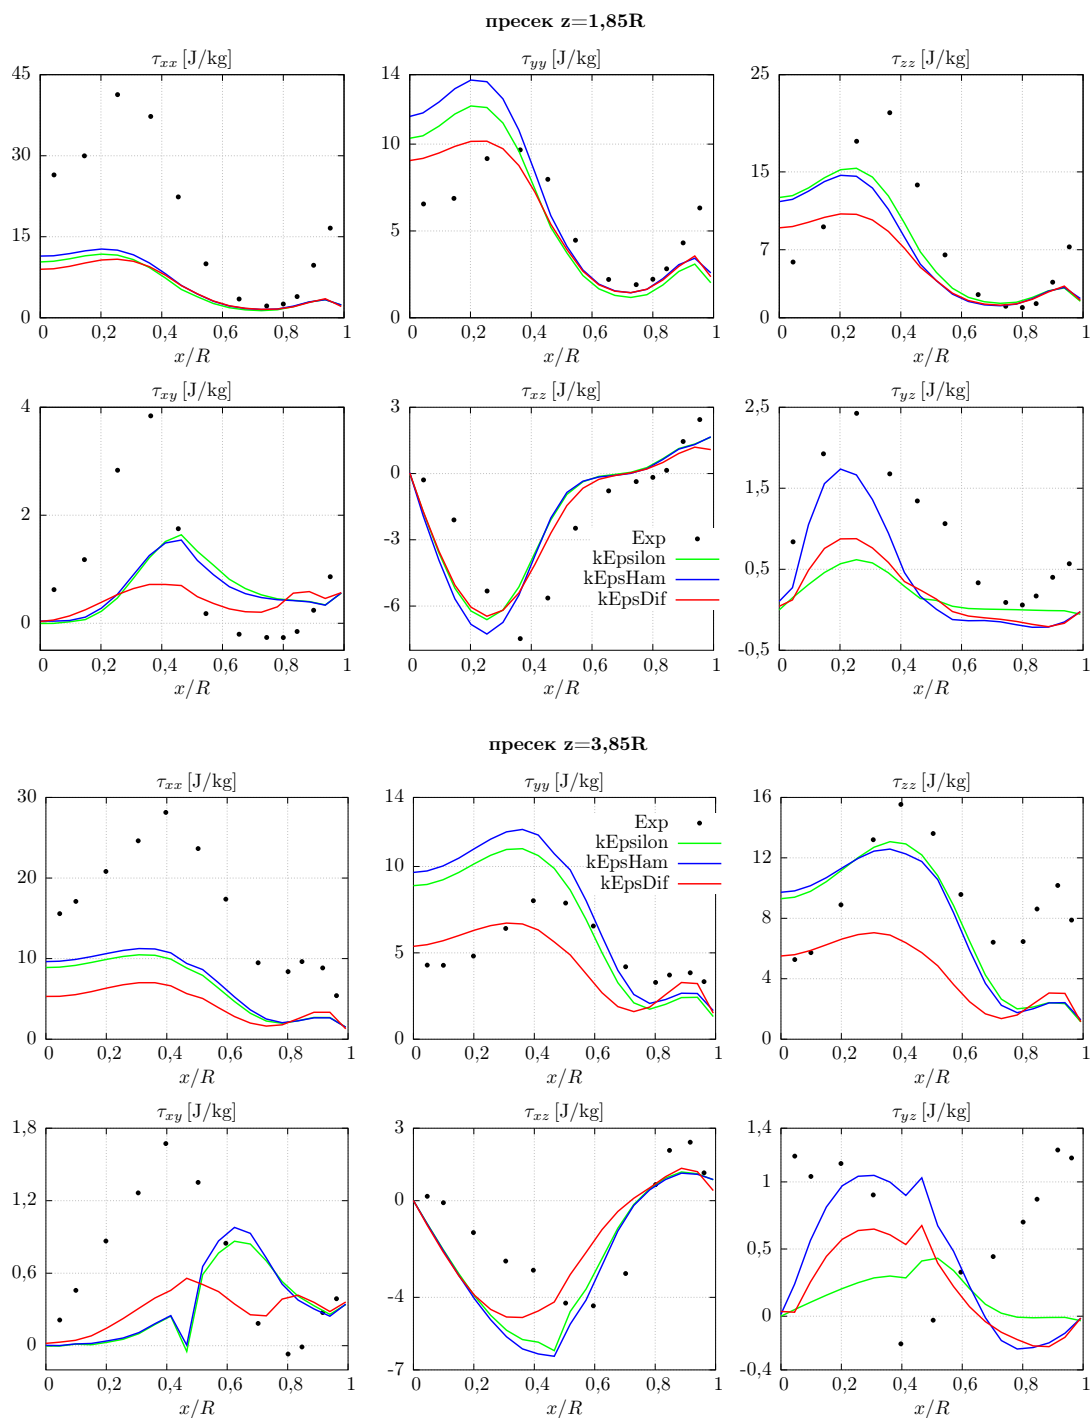 пресек z=1,85R
τxx [J/kg]
45
30
15
0
0 0,2 0,4 0,6 0,8 1
x/R
τyy [J/kg]
14
10
5
0
0 0,2 0,4 0,6 0,8 1
x/R
τzz [J/kg]
25
15
7
0
0 0,2 0,4 0,6 0,8 1
x/R
τxy [J/kg]
4
2
0
0 0,2 0,4 0,6 0,8 1
x/R
τxz [J/kg]
3
0
-3
-6
Exp
kEpsilon
kEpsHam
kEpsDif
0 0,2 0,4 0,6 0,8 1
x/R
τyz [J/kg]
2,5
1,5
0,5
-0,5
0 0,2 0,4 0,6 0,8 1
x/R
пресек z=3,85R
τxx [J/kg]
30
20
10
0
0 0,2 0,4 0,6 0,8 1
x/R
τyy [J/kg]
14
10
5
0
Exp
kEpsilon
kEpsHam
kEpsDif
0 0,2 0,4 0,6 0,8 1
x/R
τzz [J/kg]
16
12
8
4
0
0 0,2 0,4 0,6 0,8 1
x/R
τxy [J/kg]
1,8
1,2
0,6
0
0 0,2 0,4 0,6 0,8 1
x/R
τxz [J/kg]
3
0
-4
-7
0 0,2 0,4 0,6 0,8 1
x/R
τyz [J/kg]
1,4
1
0,5
0
-0,4
0 0,2 0,4 0,6 0,8 1
x/R